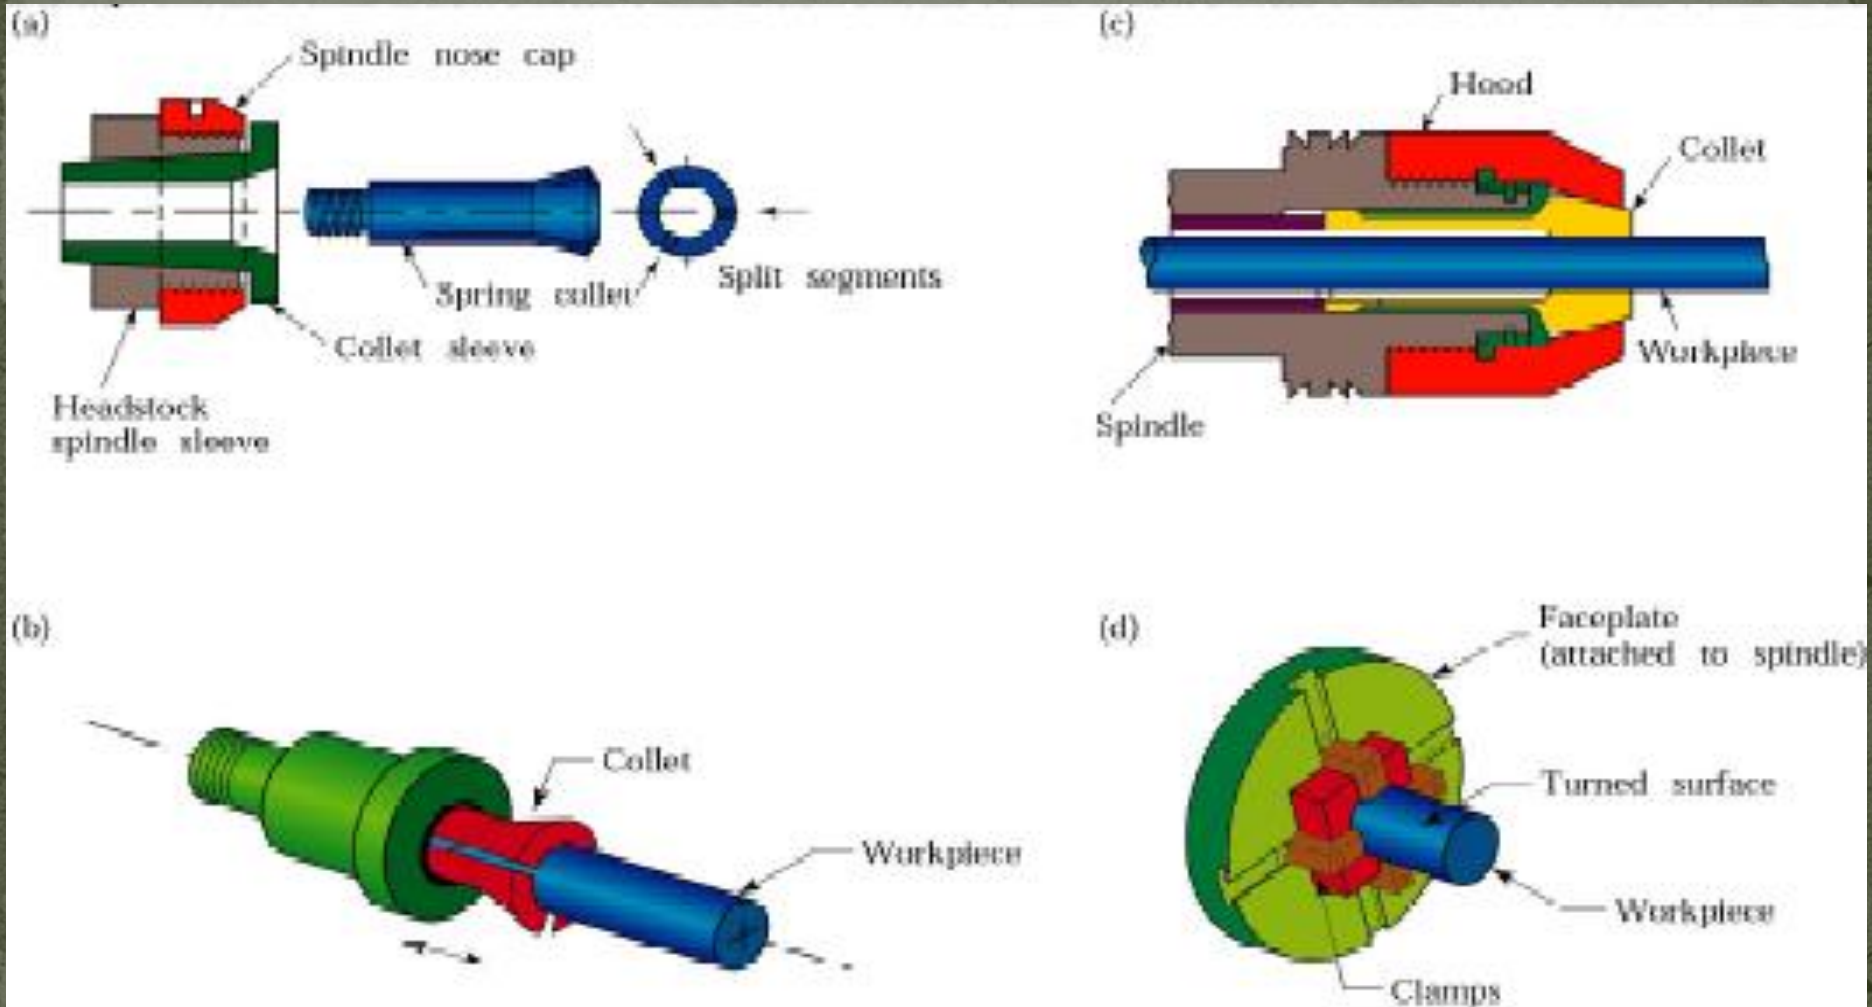 (a)
Spindle nose cap
Spring collet
Split segments
Collet sleeve
Headstock
spindle sleeve
(c)
Hood
Collet
Workpiece
Spindle
(b)
Collet
Workpiece
(d)
Faceplate
(attached to spindle)
Turned surface
Workpiece
Clamps